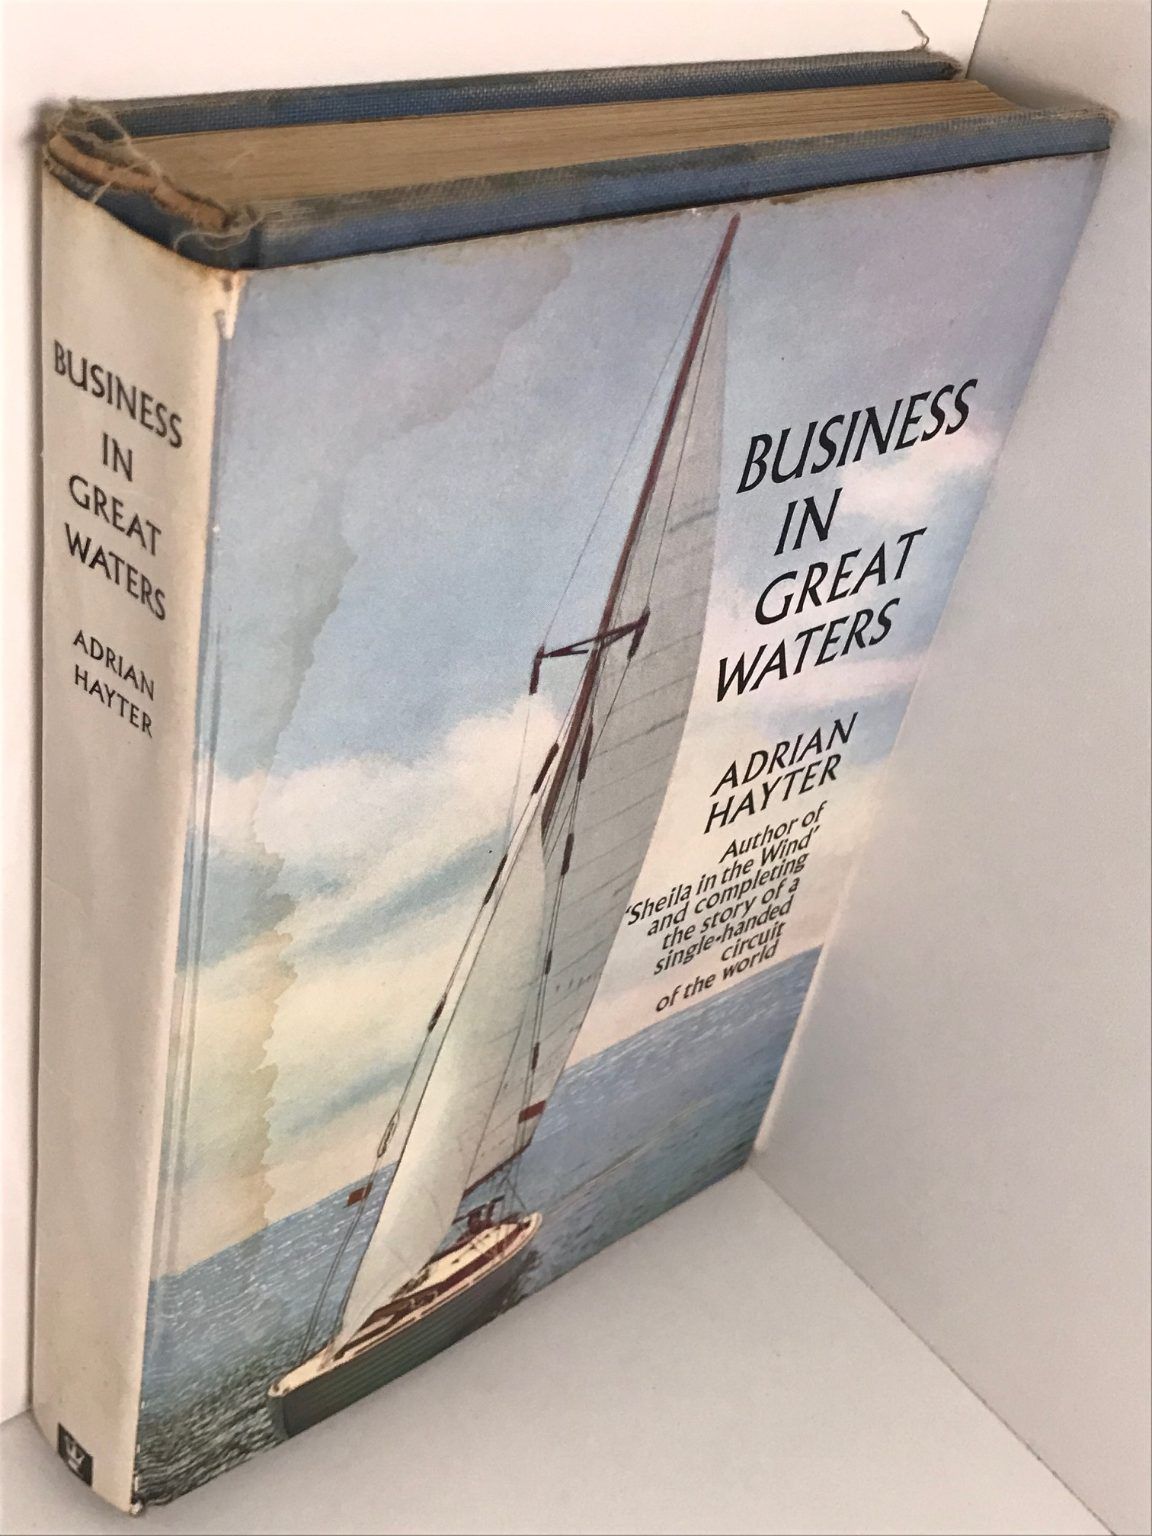 BUSINESS
IN
GREAT
WATERS
ADRIAN
HAYTER
BUSINESS
IN
GREAT
WATERS
ADRIAN
HAYTER
Author of
'Sheila in the Wind'
and completing
the story of a
single-handed
circuit
of the world